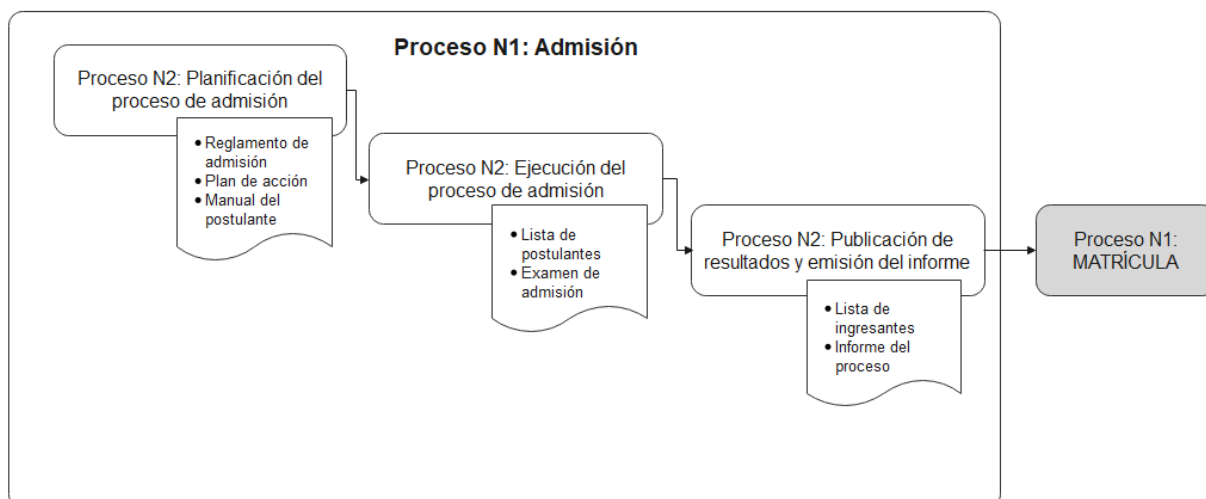 Proceso N1: Admisión
Proceso N2: Planificación del
proceso de admisión
• Reglamento de
admisión
• Plan de acción
• Manual del
postulante
Proceso N2: Ejecución del
proceso de admisión
• Lista de
postulantes
• Examen de
admisión
Proceso N2: Publicación de
resultados y emisión del informe
• Lista de
ingresantes
• Informe del
proceso
Proceso N1:
MATRÍCULA